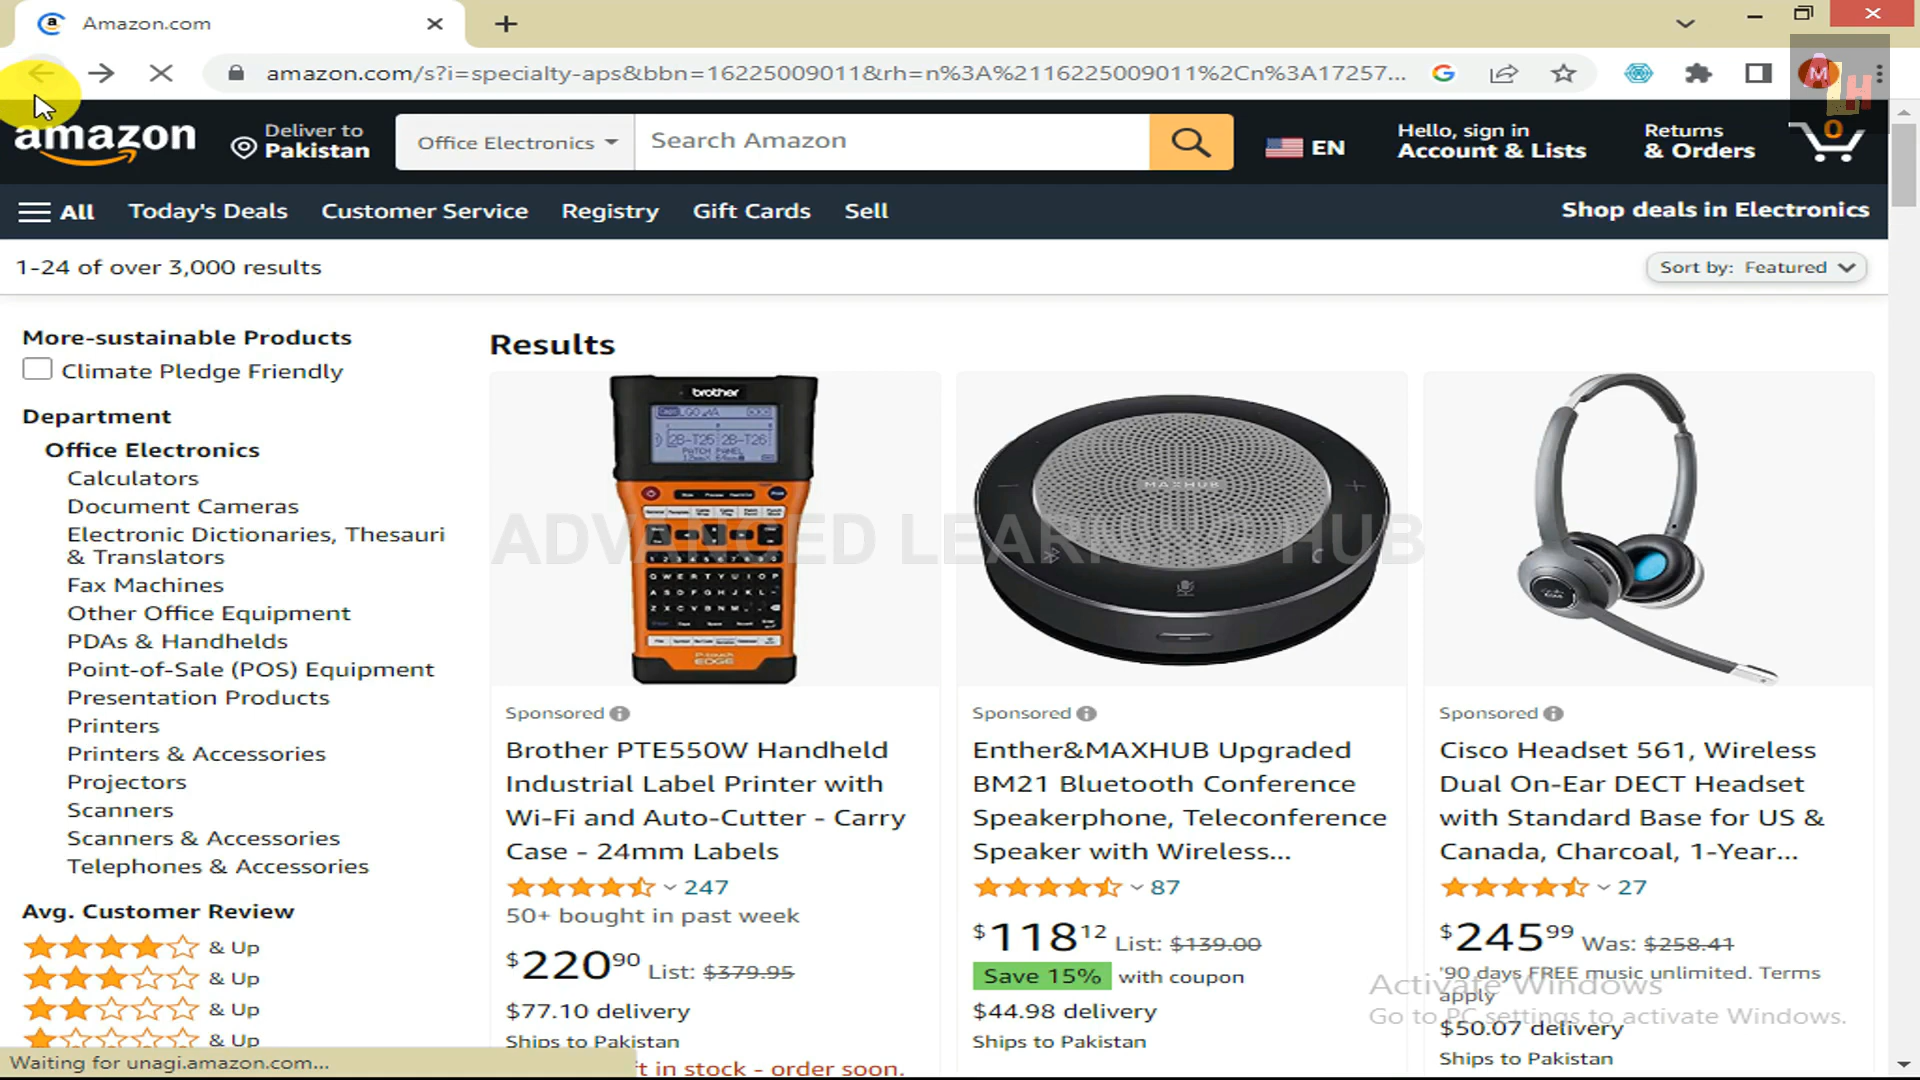 Amazon.com
amazon.com/s?i=specialty-aps&bbn=16225009011&rh=n%3A%2116225009011%2Cn%3A17257...
amazon
Deliver to
Pakistan
Office Electronics
Search Amazon
EN
Hello, sign in
Account & Lists
Returns
& Orders
0
All
Today's Deals
Customer Service
Registry
Gift Cards
Sell
Shop deals in Electronics
1-24 of over 3,000 results
Sort by: Featured
More-sustainable Products
Climate Pledge Friendly
Department
Office Electronics
Calculators
Document Cameras
Electronic Dictionaries, Thesauri
& Translators
Fax Machines
Other Office Equipment
PDAs & Handhelds
Point-of-Sale (POS) Equipment
Presentation Products
Printers
Printers & Accessories
Projectors
Scanners
Scanners & Accessories
Telephones & Accessories
Avg. Customer Review
& Up
& Up
& Up
& Up
Results
brother
2B-T25 2B-T26
PATCH PANEL
P-touch
EDGE
MAXHUB
Sponsored
Brother PTE550W Handheld
Industrial Label Printer with
Wi-Fi and Auto-Cutter - Carry
Case - 24mm Labels
247
50+ bought in past week
$220.90 List: $379.95
$77.10 delivery
Ships to Pakistan
in stock - order soon.
Sponsored
Enther&MAXHUB Upgraded
BM21 Bluetooth Conference
Speakerphone, Teleconference
Speaker with Wireless...
87
$118.12 List: $139.00
Save 15% with coupon
$44.98 delivery
Ships to Pakistan
Sponsored
Cisco Headset 561, Wireless
Dual On-Ear DECT Headset
with Standard Base for US &
Canada, Charcoal, 1-Year...
27
$245.99 Was: $258.41
'90 days FREE music unlimited. Terms
apply
$50.07 delivery
Ships to Pakistan
Activate Windows
Go to PC settings to activate Windows.
Waiting for unagi.amazon.com...